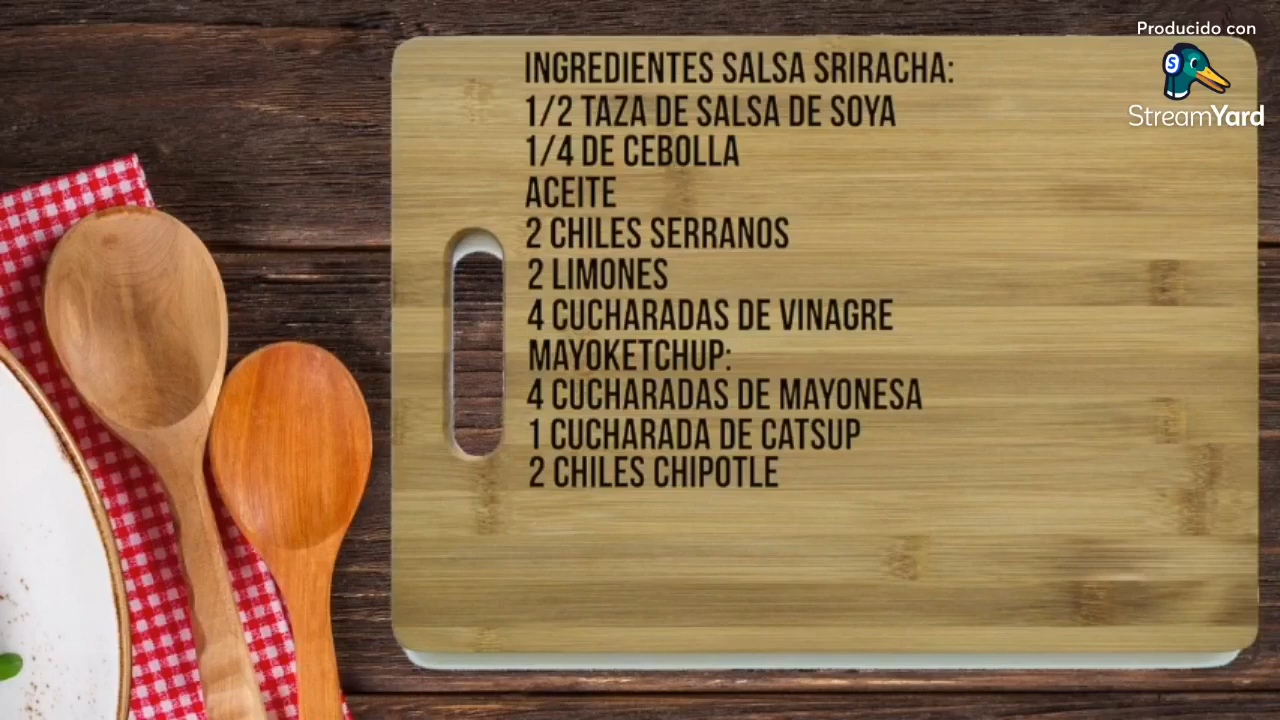 Producido con
StreamYard
INGREDIENTES SALSA SRIRACHA:
1/2 TAZA DE SALSA DE SOYA
1/4 DE CEBOLLA
ACEITE
2 CHILES SERRANOS
2 LIMONES
4 CUCHARADAS DE VINAGRE
MAYOKETCHUP:
4 CUCHARADAS DE MAYONESA
1 CUCHARADA DE CATSUP
2 CHILES CHIPOTLE